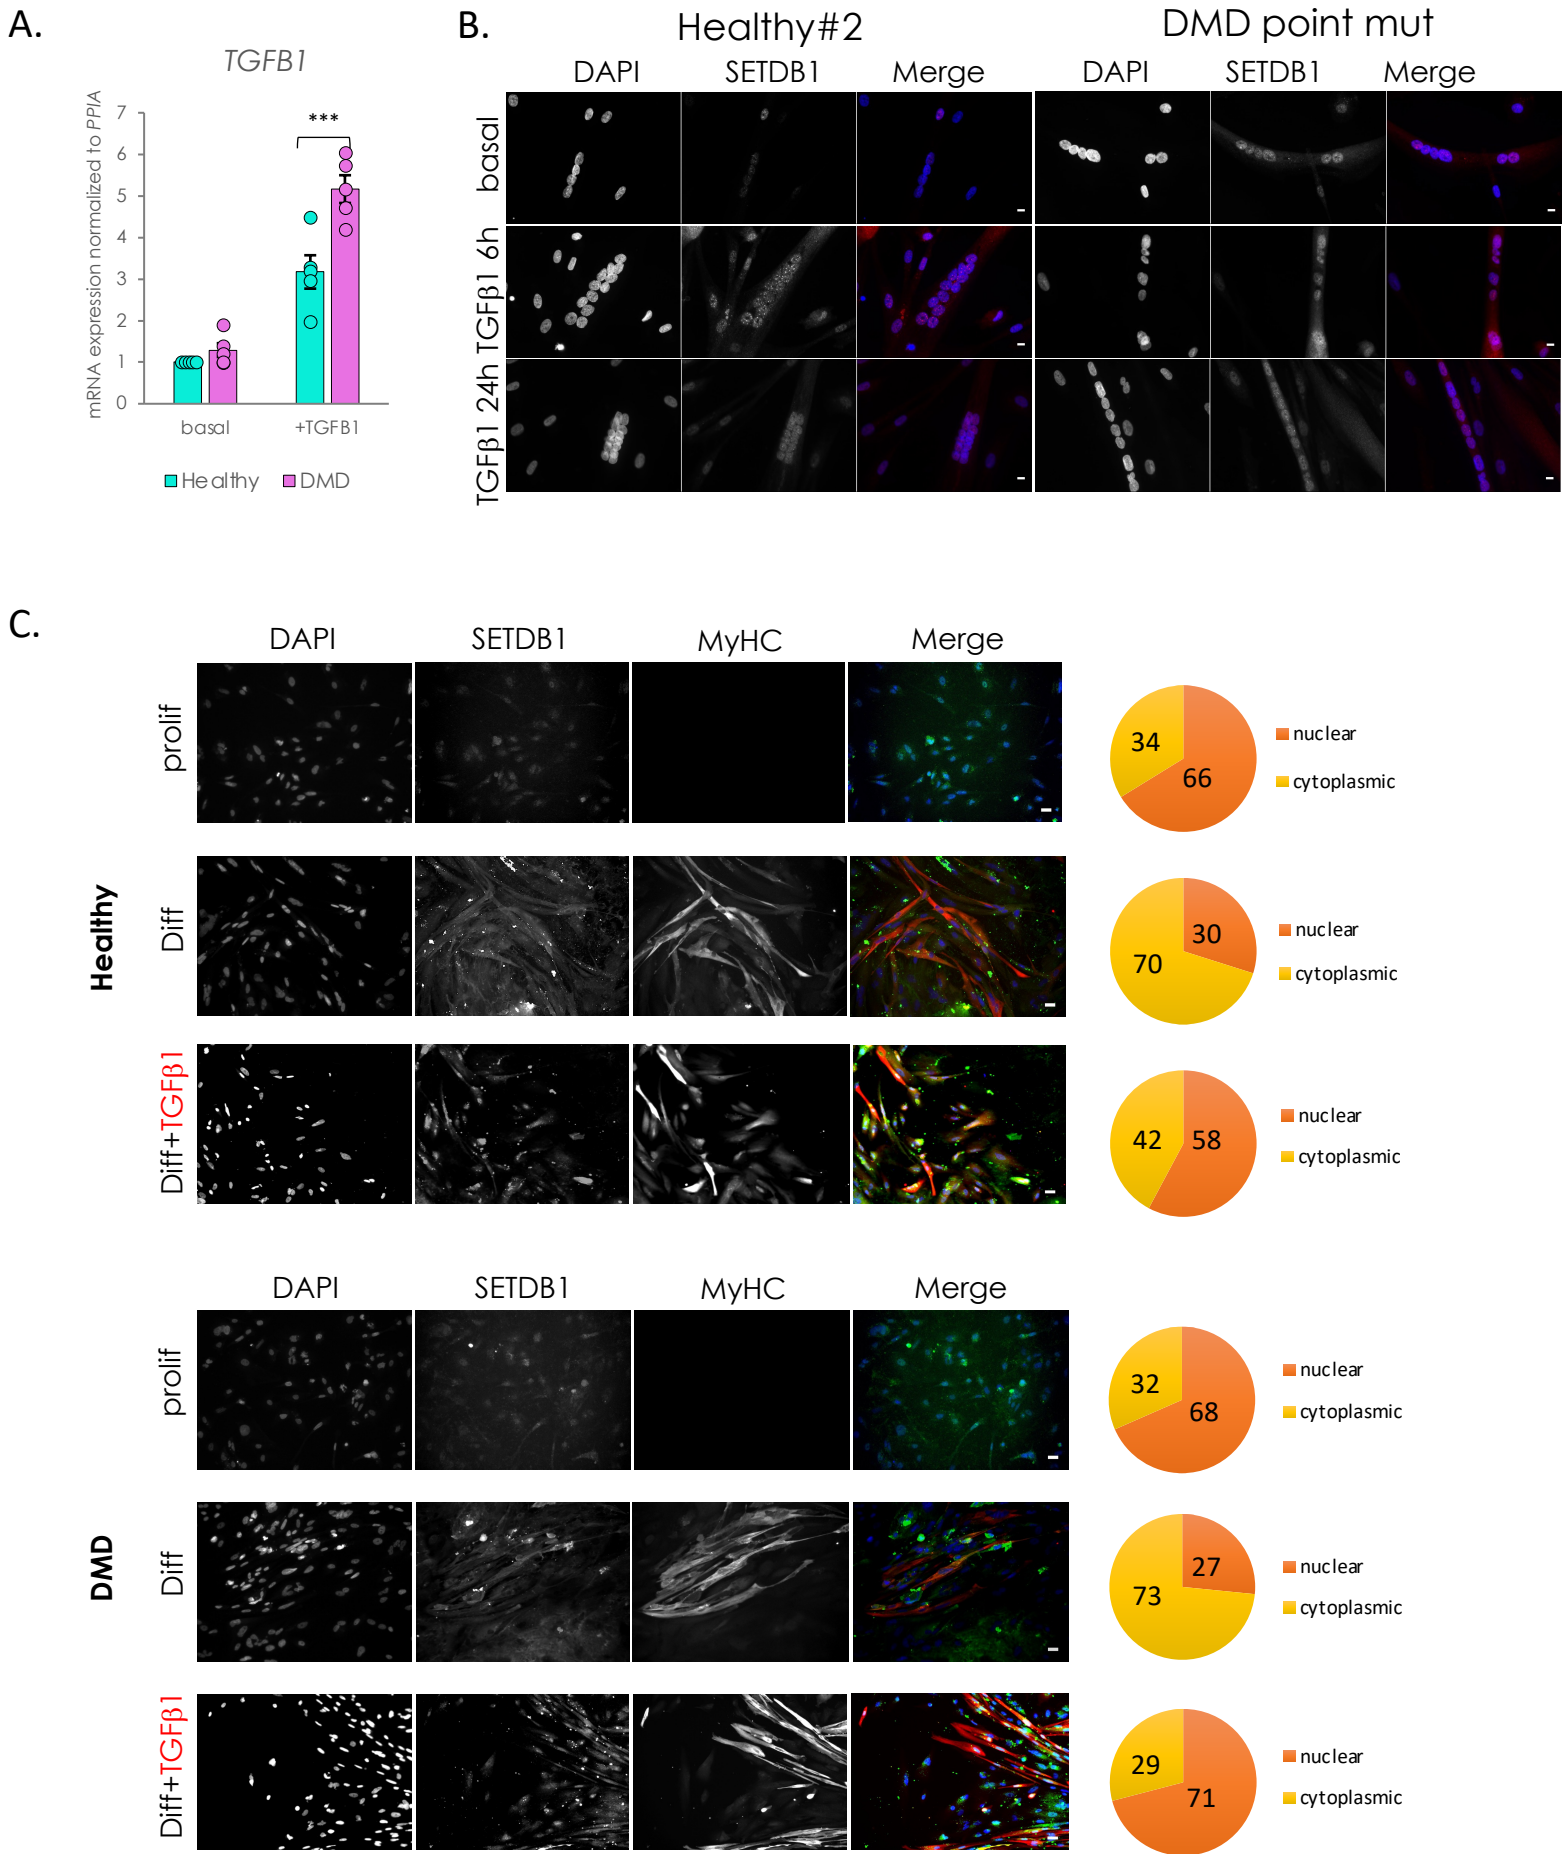 A.
TGFB1
mRNA expression normalized to PPIA
7
6
5
4
3
2
1
0
***
basal
+TGFB1
Healthy
DMD
B.
Healthy#2
DMD point mut
DAPI
SETDB1
Merge
DAPI
SETDB1
Merge
basal
TGFβ1 6h
TGFβ1 24h
C.
DAPI
SETDB1
MyHC
Merge
Healthy
prolif
34
66
nuclear
cytoplasmic
Diff
30
70
nuclear
cytoplasmic
Diff+TGFβ1
42
58
nuclear
cytoplasmic
DAPI
SETDB1
MyHC
Merge
DMD
prolif
32
68
nuclear
cytoplasmic
Diff
27
73
nuclear
cytoplasmic
Diff+TGFβ1
29
71
nuclear
cytoplasmic